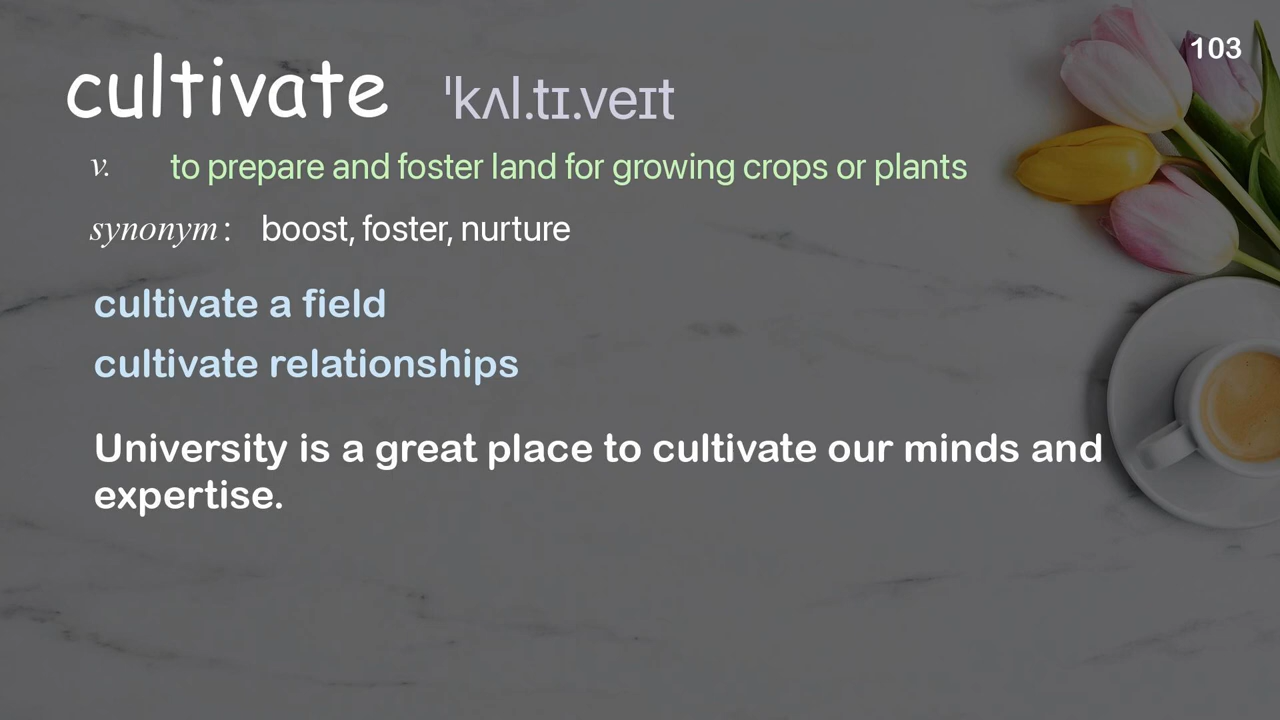 103
cultivate ˈkʌl.tɪ.veɪt
v. to prepare and foster land for growing crops or plants
synonym: boost, foster, nurture
cultivate a field
cultivate relationships
University is a great place to cultivate our minds and
expertise.